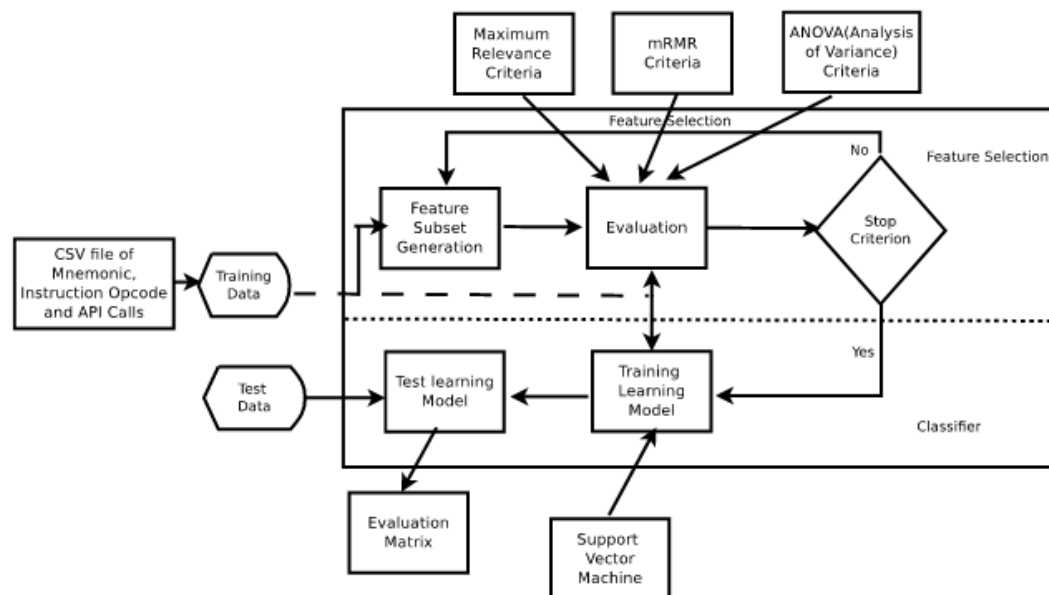 Maximum
Relevance
Criteria
mRMR
Criteria
ANOVA(Analysis
of Variance)
Criteria
Feature Selection
No
Feature Selection
Feature
Subset
Generation
Evaluation
Stop
Criterion
CSV file of
Mnemonic,
Instruction Opcode
and API Calls
Training
Data
Yes
Test
Data
Test learning
Model
Training
Learning
Model
Classifier
Evaluation
Matrix
Support
Vector
Machine